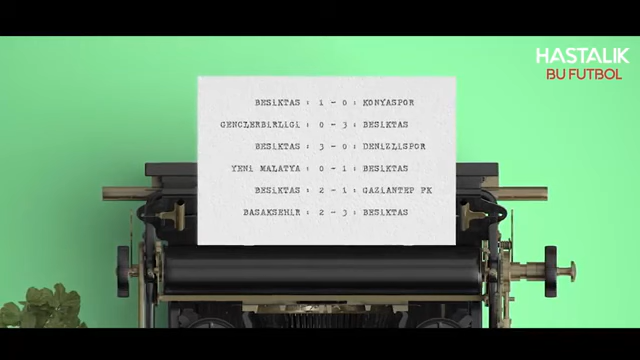 HASTALIK
BU FUTBOL
BESIKTAS : 1 - 0 : KONYASPOR
GENCLERBIRLIGI : 0 - 3 : BESIKTAS
BESIKTAS : 3 - 0 : DENIZLISPOR
YENI MALATYA : 0 - 1 : BESIKTAS
BESIKTAS : 2 - 1 : GAZIANTEP PK
BASAKSEHIR : 2 - 3 : BESIKTAS